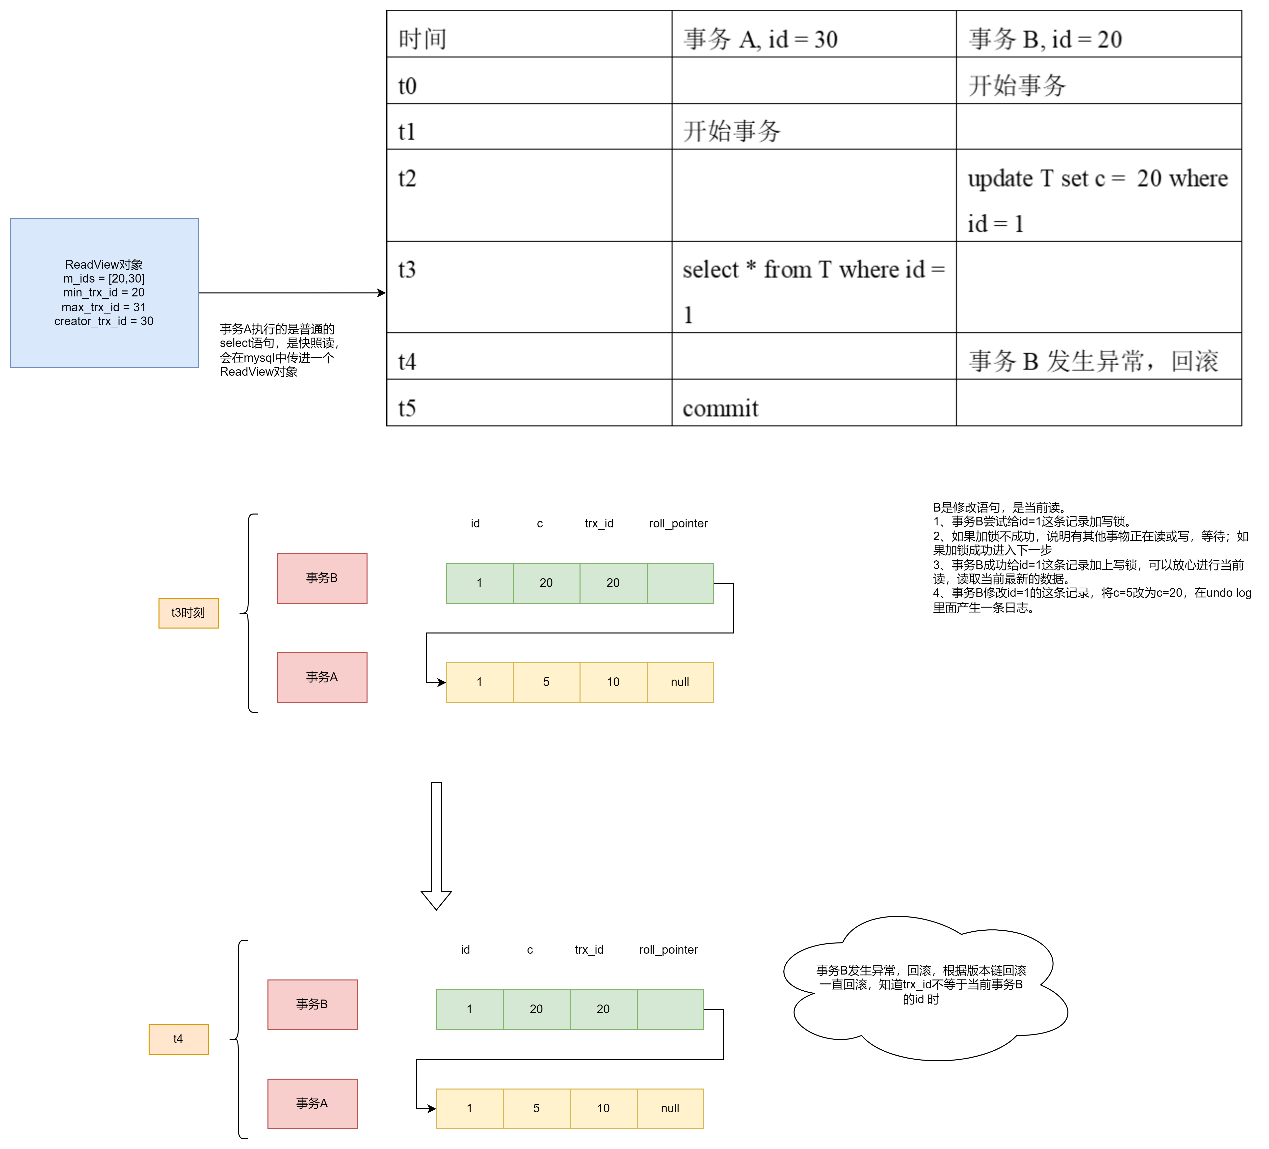 时间 事务 A, id = 30 事务 B, id = 20
t0 开始事务
t1 开始事务
t2 update T set c = 20 where
id = 1
t3 select * from T where id =
1
t4 事务 B 发生异常，回滚
t5 commit
ReadView对象
m_ids = [20,30]
min_trx_id = 20
max_trx_id = 31
creator_trx_id = 30
事务A执行的是普通的
select语句，是快照读，
会在mysql中传进一个
ReadView对象
B是修改语句，是当前读。
1、事务B尝试给id=1这条记录加写锁。
2、如果加锁不成功，说明有其他事物正在读或写，等待；如
果加锁成功进入下一步
3、事务B成功给id=1这条记录加上写锁，可以放心进行当前
读，读取当前最新的数据。
4、事务B修改id=1的这条记录，将c=5改为c=20，在undo log
里面产生一条日志。
id c trx_id roll_pointer
事务B 1 20 20
t3时刻
事务A 1 5 10 null
id c trx_id roll_pointer
事务B 1 20 20
t4
事务A 1 5 10 null
事务B发生异常，回滚，根据版本链回滚
一直回滚，知道trx_id不等于当前事务B
的id 时